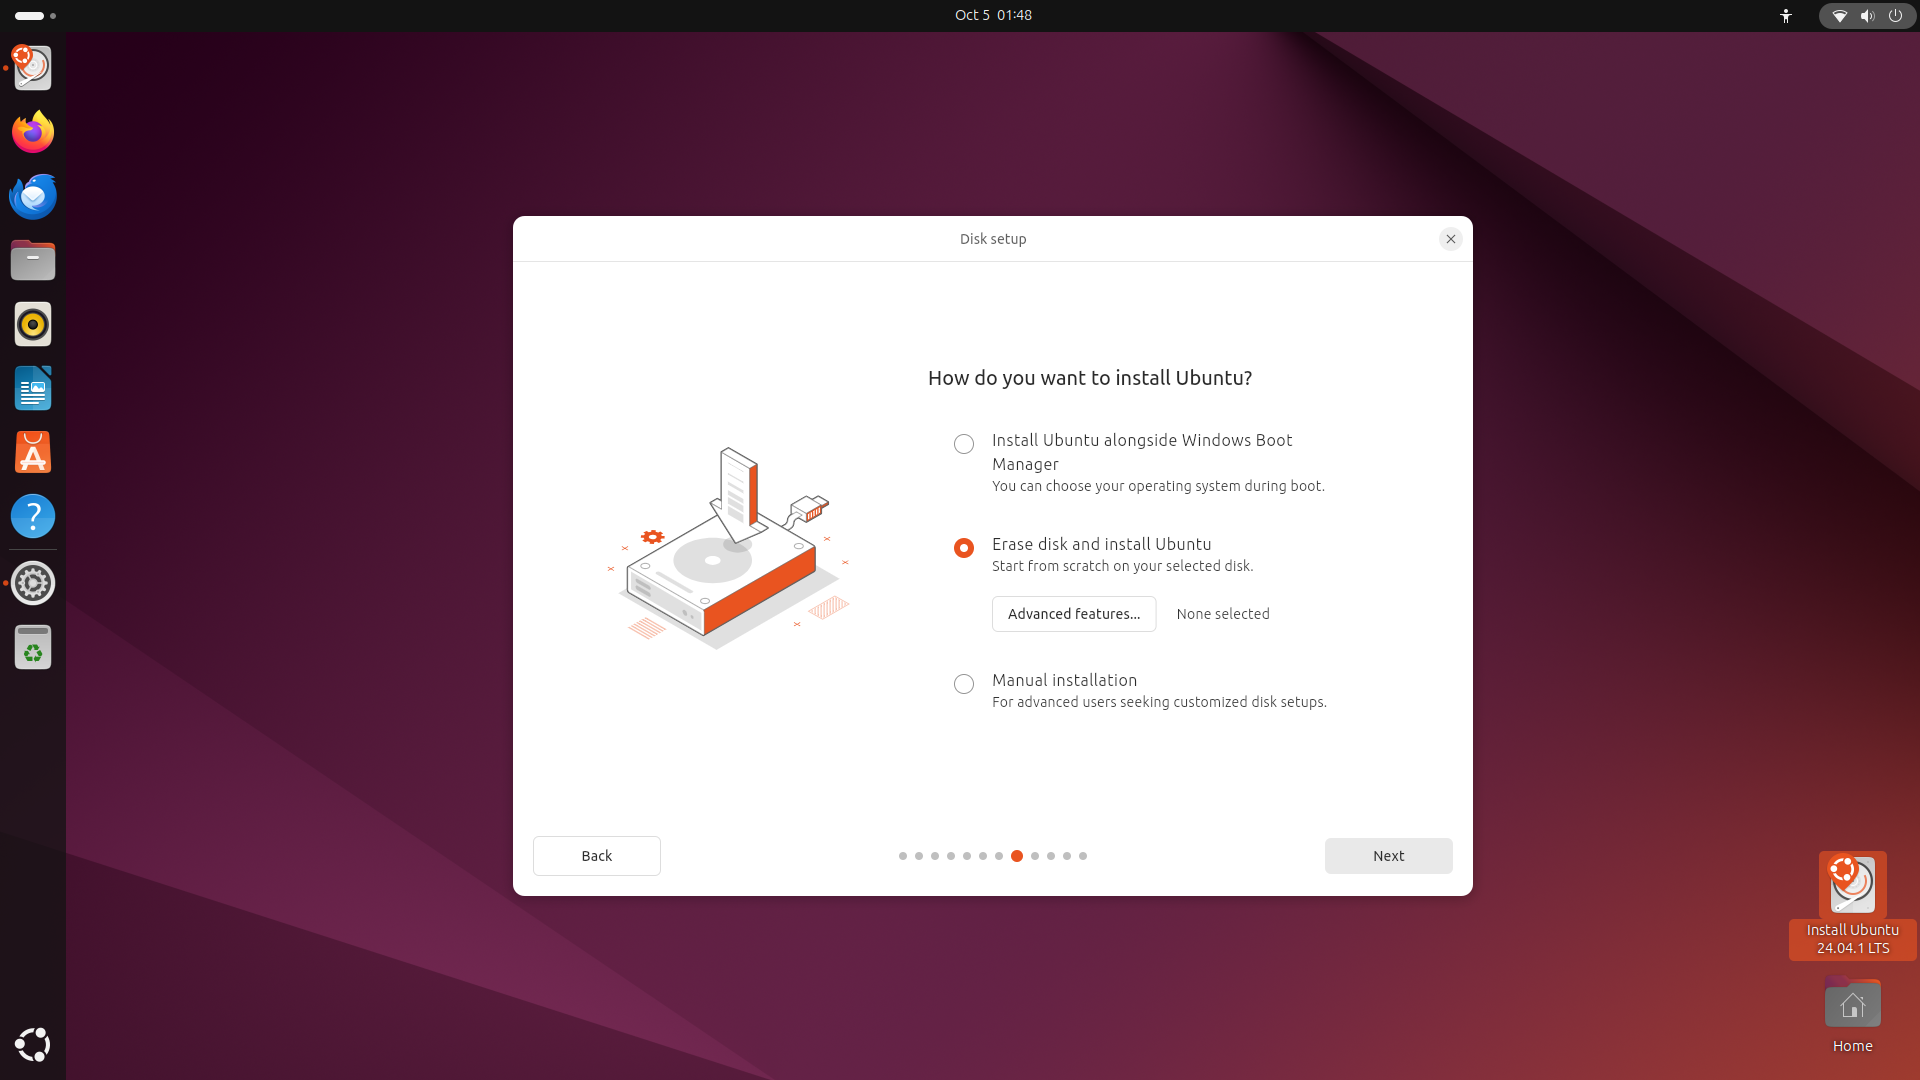 Oct 5 01:48
Disk setup
How do you want to install Ubuntu?
Install Ubuntu alongside Windows Boot
Manager
You can choose your operating system during boot.
Erase disk and install Ubuntu
Start from scratch on your selected disk.
Advanced features...
None selected
Manual installation
For advanced users seeking customized disk setups.
Back
Next
Install Ubuntu
24.04.1 LTS
Home